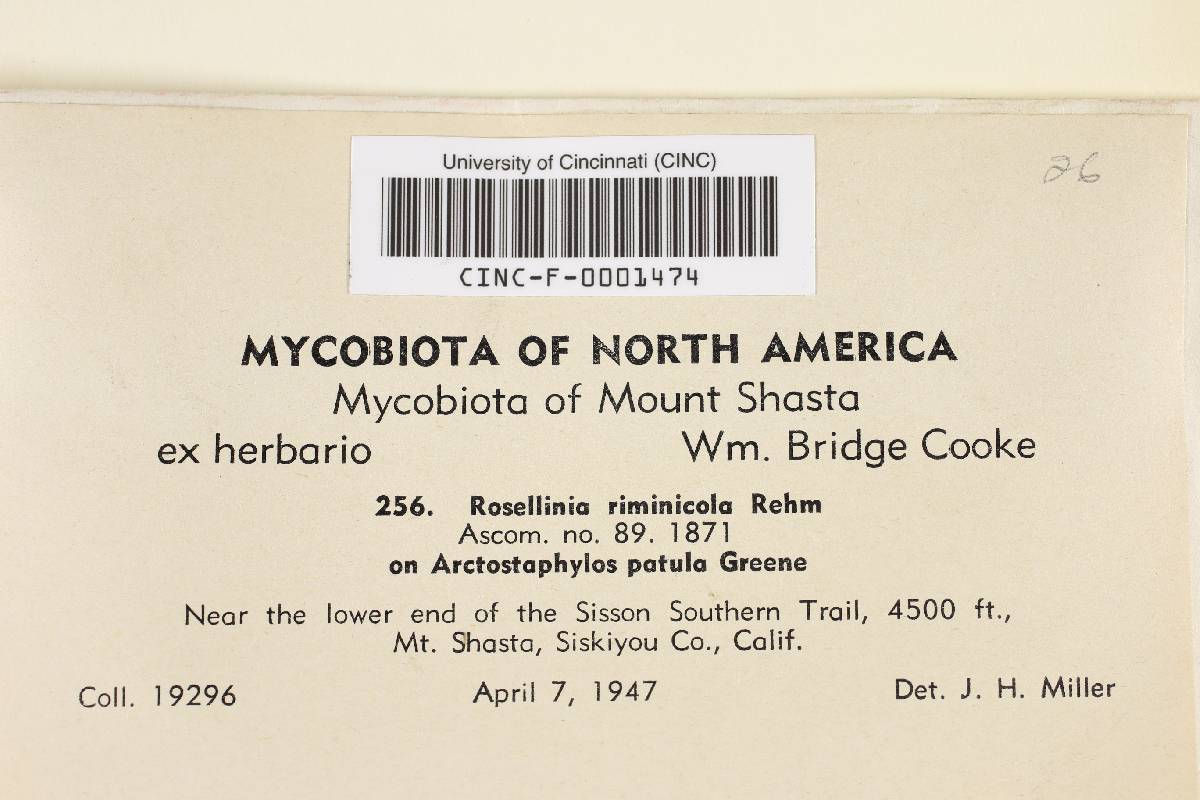 University of Cincinnati (CINC)
26
CINC-F-0001474
MYCOBIOTA OF NORTH AMERICA
Mycobiota of Mount Shasta
ex herbario Wm. Bridge Cooke
256. Rosellinia riminicola Rehm
Ascom. no. 89. 1871
on Arctostaphylos patula Greene
Near the lower end of the Sisson Southern Trail, 4500 ft.,
Mt. Shasta, Siskiyou Co., Calif.
Coll. 19296 April 7, 1947 Det. J. H. Miller